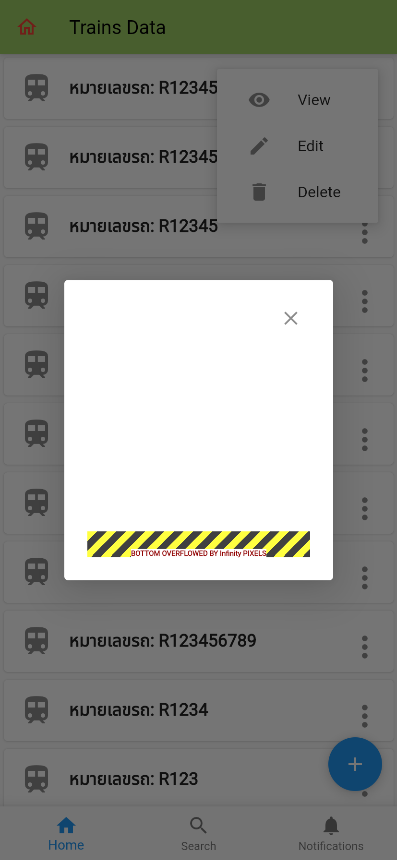 Trains Data
หมายเลขรถ: R12345
View
หมายเลขรถ: R12345
Edit
หมายเลขรถ: R12345
Delete
BOTTOM OVERFLOWED BY Infinity PIXELS
หมายเลขรถ: R123456789
หมายเลขรถ: R1234
หมายเลขรถ: R123
Home
Search
Notifications